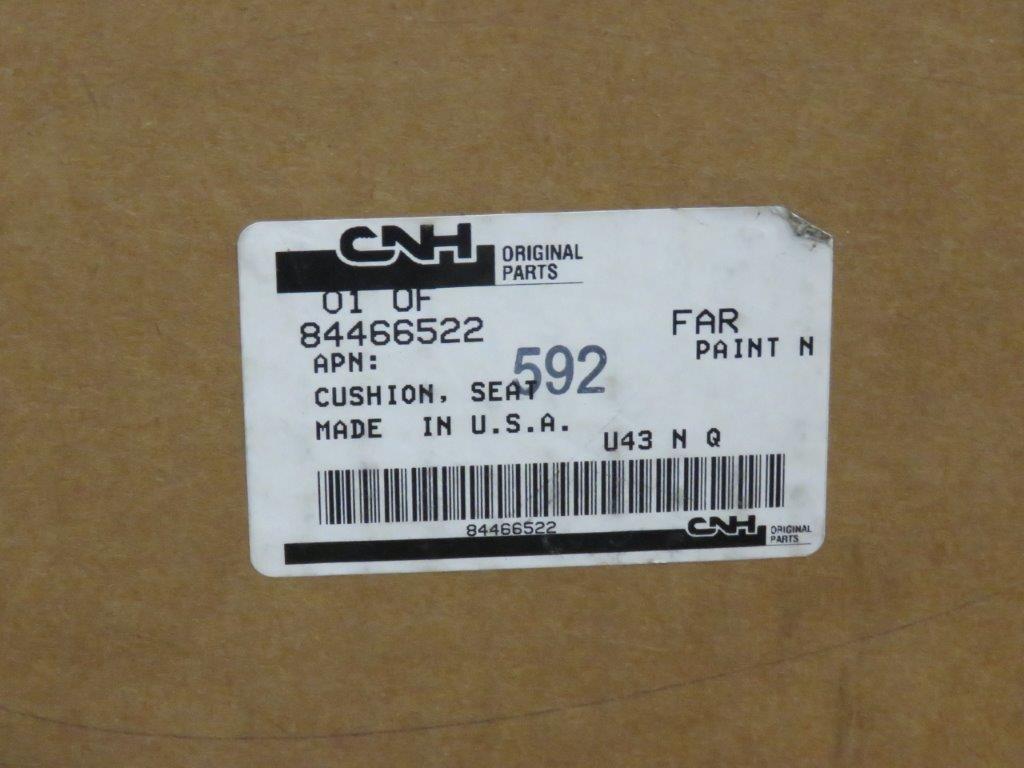 CNH ORIGINAL
PARTS
01 OF
84466522
FAR
PAINT N
APN:
592
CUSHION, SEAT
MADE IN U.S.A.
U43 N Q
84466522
CNH ORIGINAL
PARTS